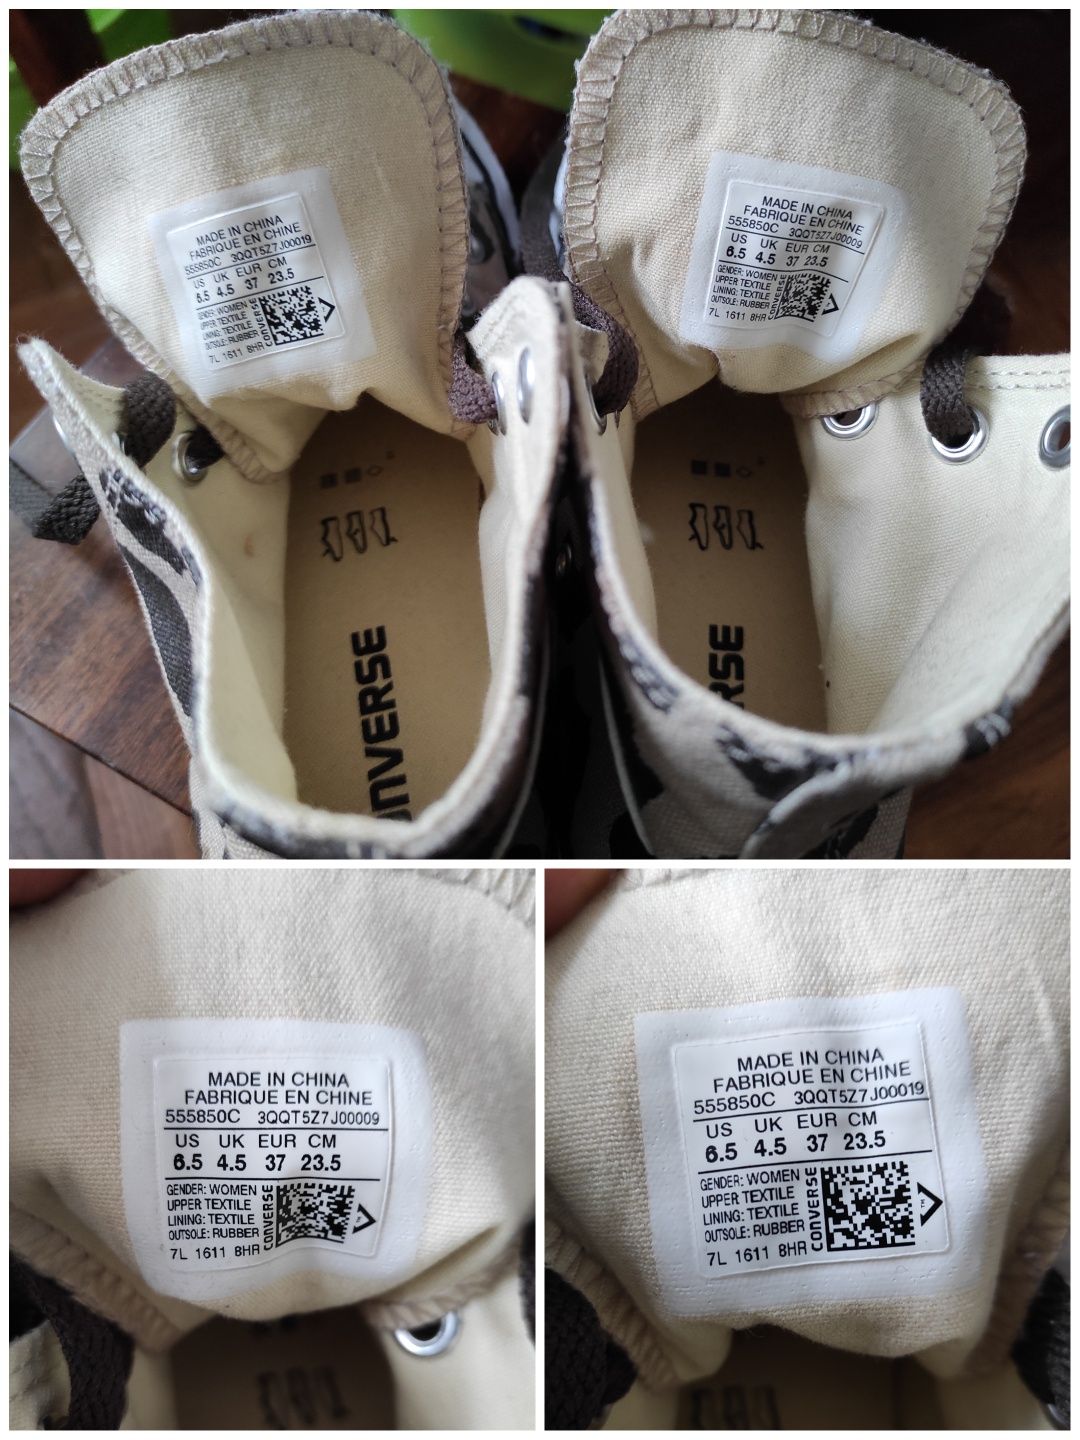 MADE IN CHINA
FABRIQUE EN CHINE
555850C 3QQT5Z7J00019
US UK EUR CM
6.5 4.5 37 23.5
GENDER: WOMEN
UPPER TEXTILE
LINING: TEXTILE
OUTSOLE: RUBBER
7L 1611 8HR
CONVERSE
MADE IN CHINA
FABRIQUE EN CHINE
555850C 3QQT5Z7J00009
US UK EUR CM
6.5 4.5 37 23.5
GENDER: WOMEN
UPPER TEXTILE
LINING: TEXTILE
OUTSOLE: RUBBER
7L 1611 8HR
CONVERSE
CONVERSE
RSE
MADE IN CHINA
FABRIQUE EN CHINE
555850C 3QQT5Z7J00009
US UK EUR CM
6.5 4.5 37 23.5
GENDER: WOMEN
UPPER TEXTILE
LINING: TEXTILE
OUTSOLE: RUBBER
7L 1611 8HR
CONVERSE
MADE IN CHINA
FABRIQUE EN CHINE
555850C 3QQT5Z7J00019
US UK EUR CM
6.5 4.5 37 23.5
GENDER: WOMEN
UPPER TEXTILE
LINING: TEXTILE
OUTSOLE: RUBBER
7L 1611 8HR
CONVERSE